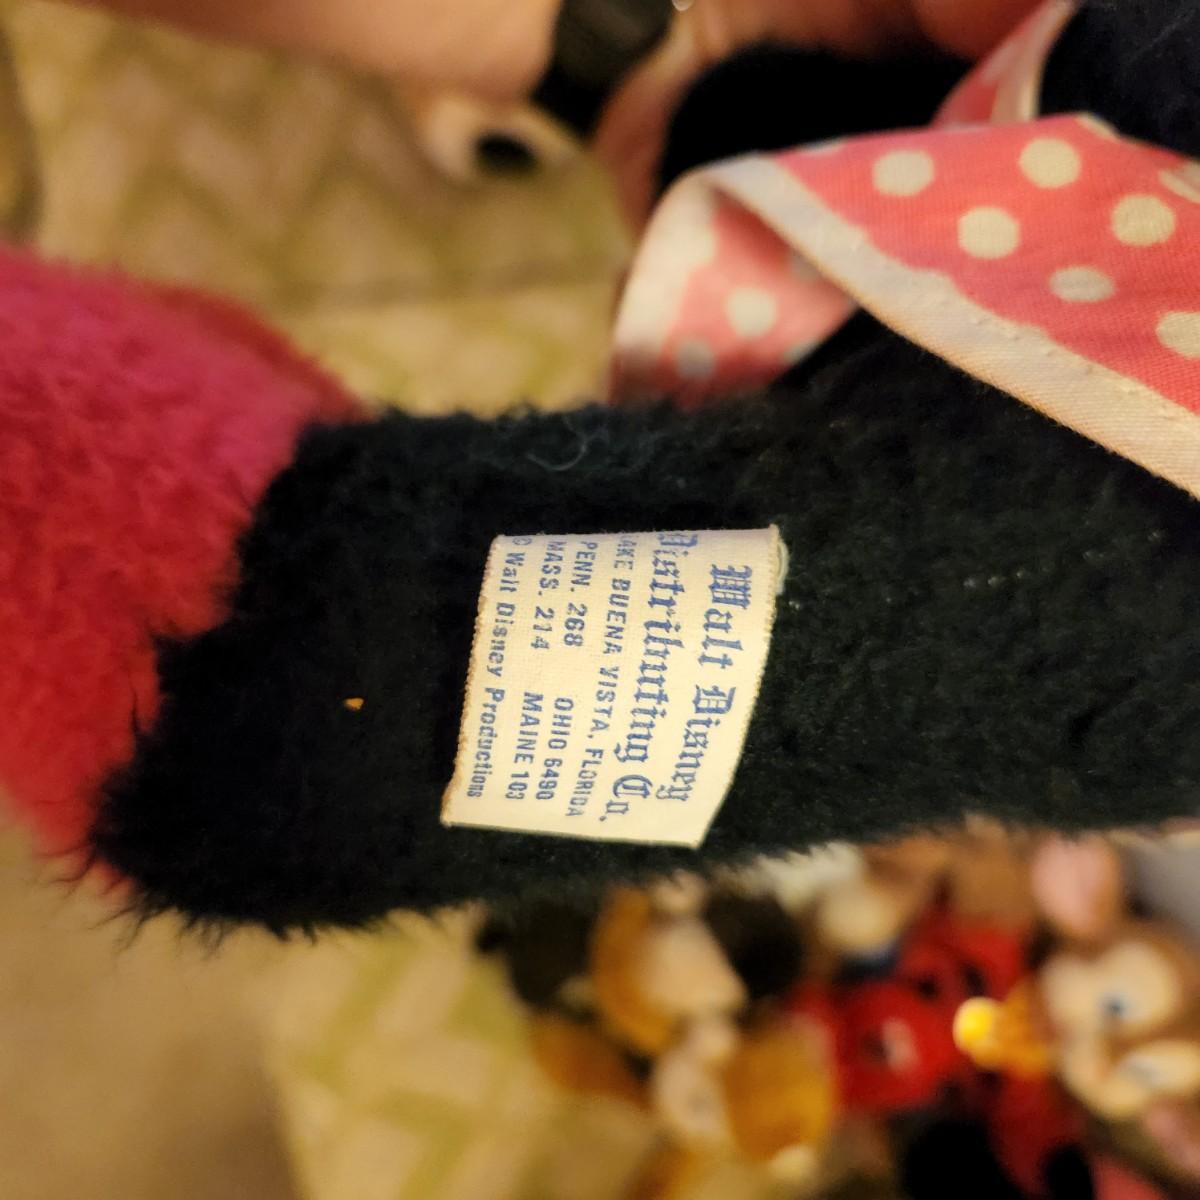 Walt Disney
Distributing Co.
LAKE BUENA VISTA, FLORIDA
PENN. 268 OHIO 6490
MASS. 214 MAINE 103
© Walt Disney Productions